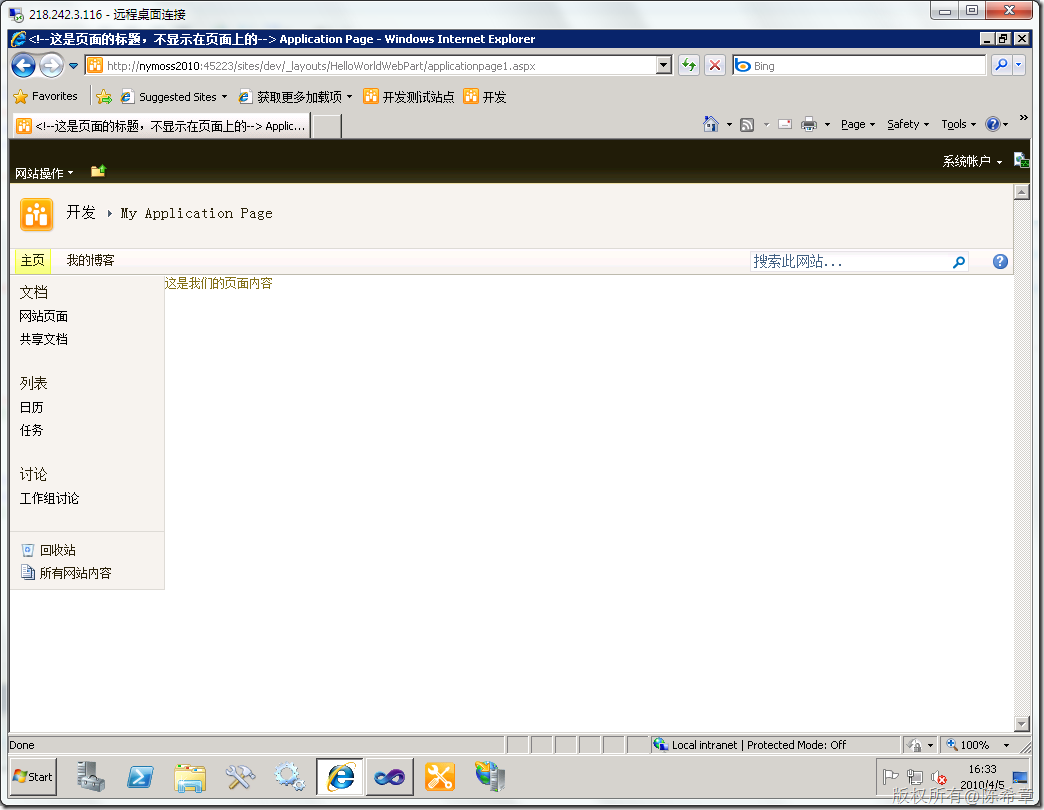 218.242.3.116 - 远程桌面连接
<!--这是页面的标题，不显示在页面上的--> Application Page - Windows Internet Explorer
http://nymoss2010:45223/sites/dev/_layouts/HelloWorldWebPart/applicationpage1.aspx
Bing
Favorites
Suggested Sites
获取更多加载项
开发测试站点
开发
<!--这是页面的标题，不显示在页面上的--> Applic...
Page
Safety
Tools
系统帐户
网站操作
开发 My Application Page
主页
我的博客
搜索此网站...
这是我们的页面内容
文档
网站页面
共享文档
列表
日历
任务
讨论
工作组讨论
回收站
所有网站内容
Done
Local intranet | Protected Mode: Off
100%
Start
16:33
2010/4/5
版权所有@陈希章